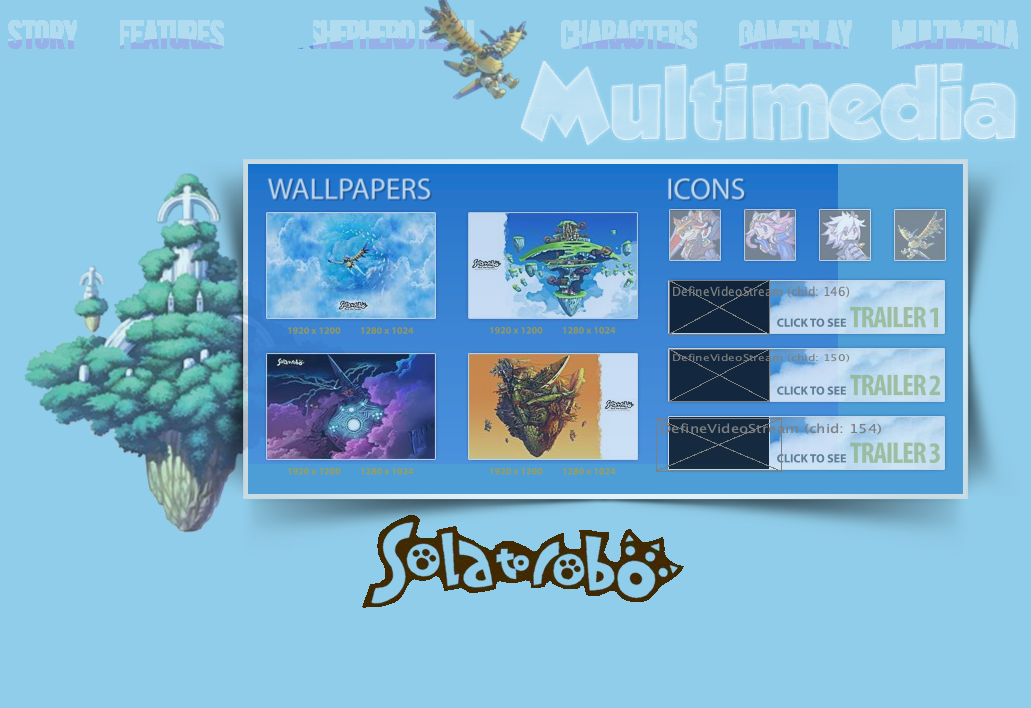 STORY FEATURES SHEPHERD CHARACTERS GAMEPLAY MULTIMEDIA
Multimedia
WALLPAPERS
1920 x 1200 1280 x 1024
1920 x 1200 1280 x 1024
1920 x 1200 1280 x 1024
1920 x 1200 1280 x 1024
ICONS
DefineVideoStream (chid: 146)
CLICK TO SEE TRAILER 1
DefineVideoStream (chid: 150)
CLICK TO SEE TRAILER 2
DefineVideoStream (chid: 154)
CLICK TO SEE TRAILER 3
Solatorobo